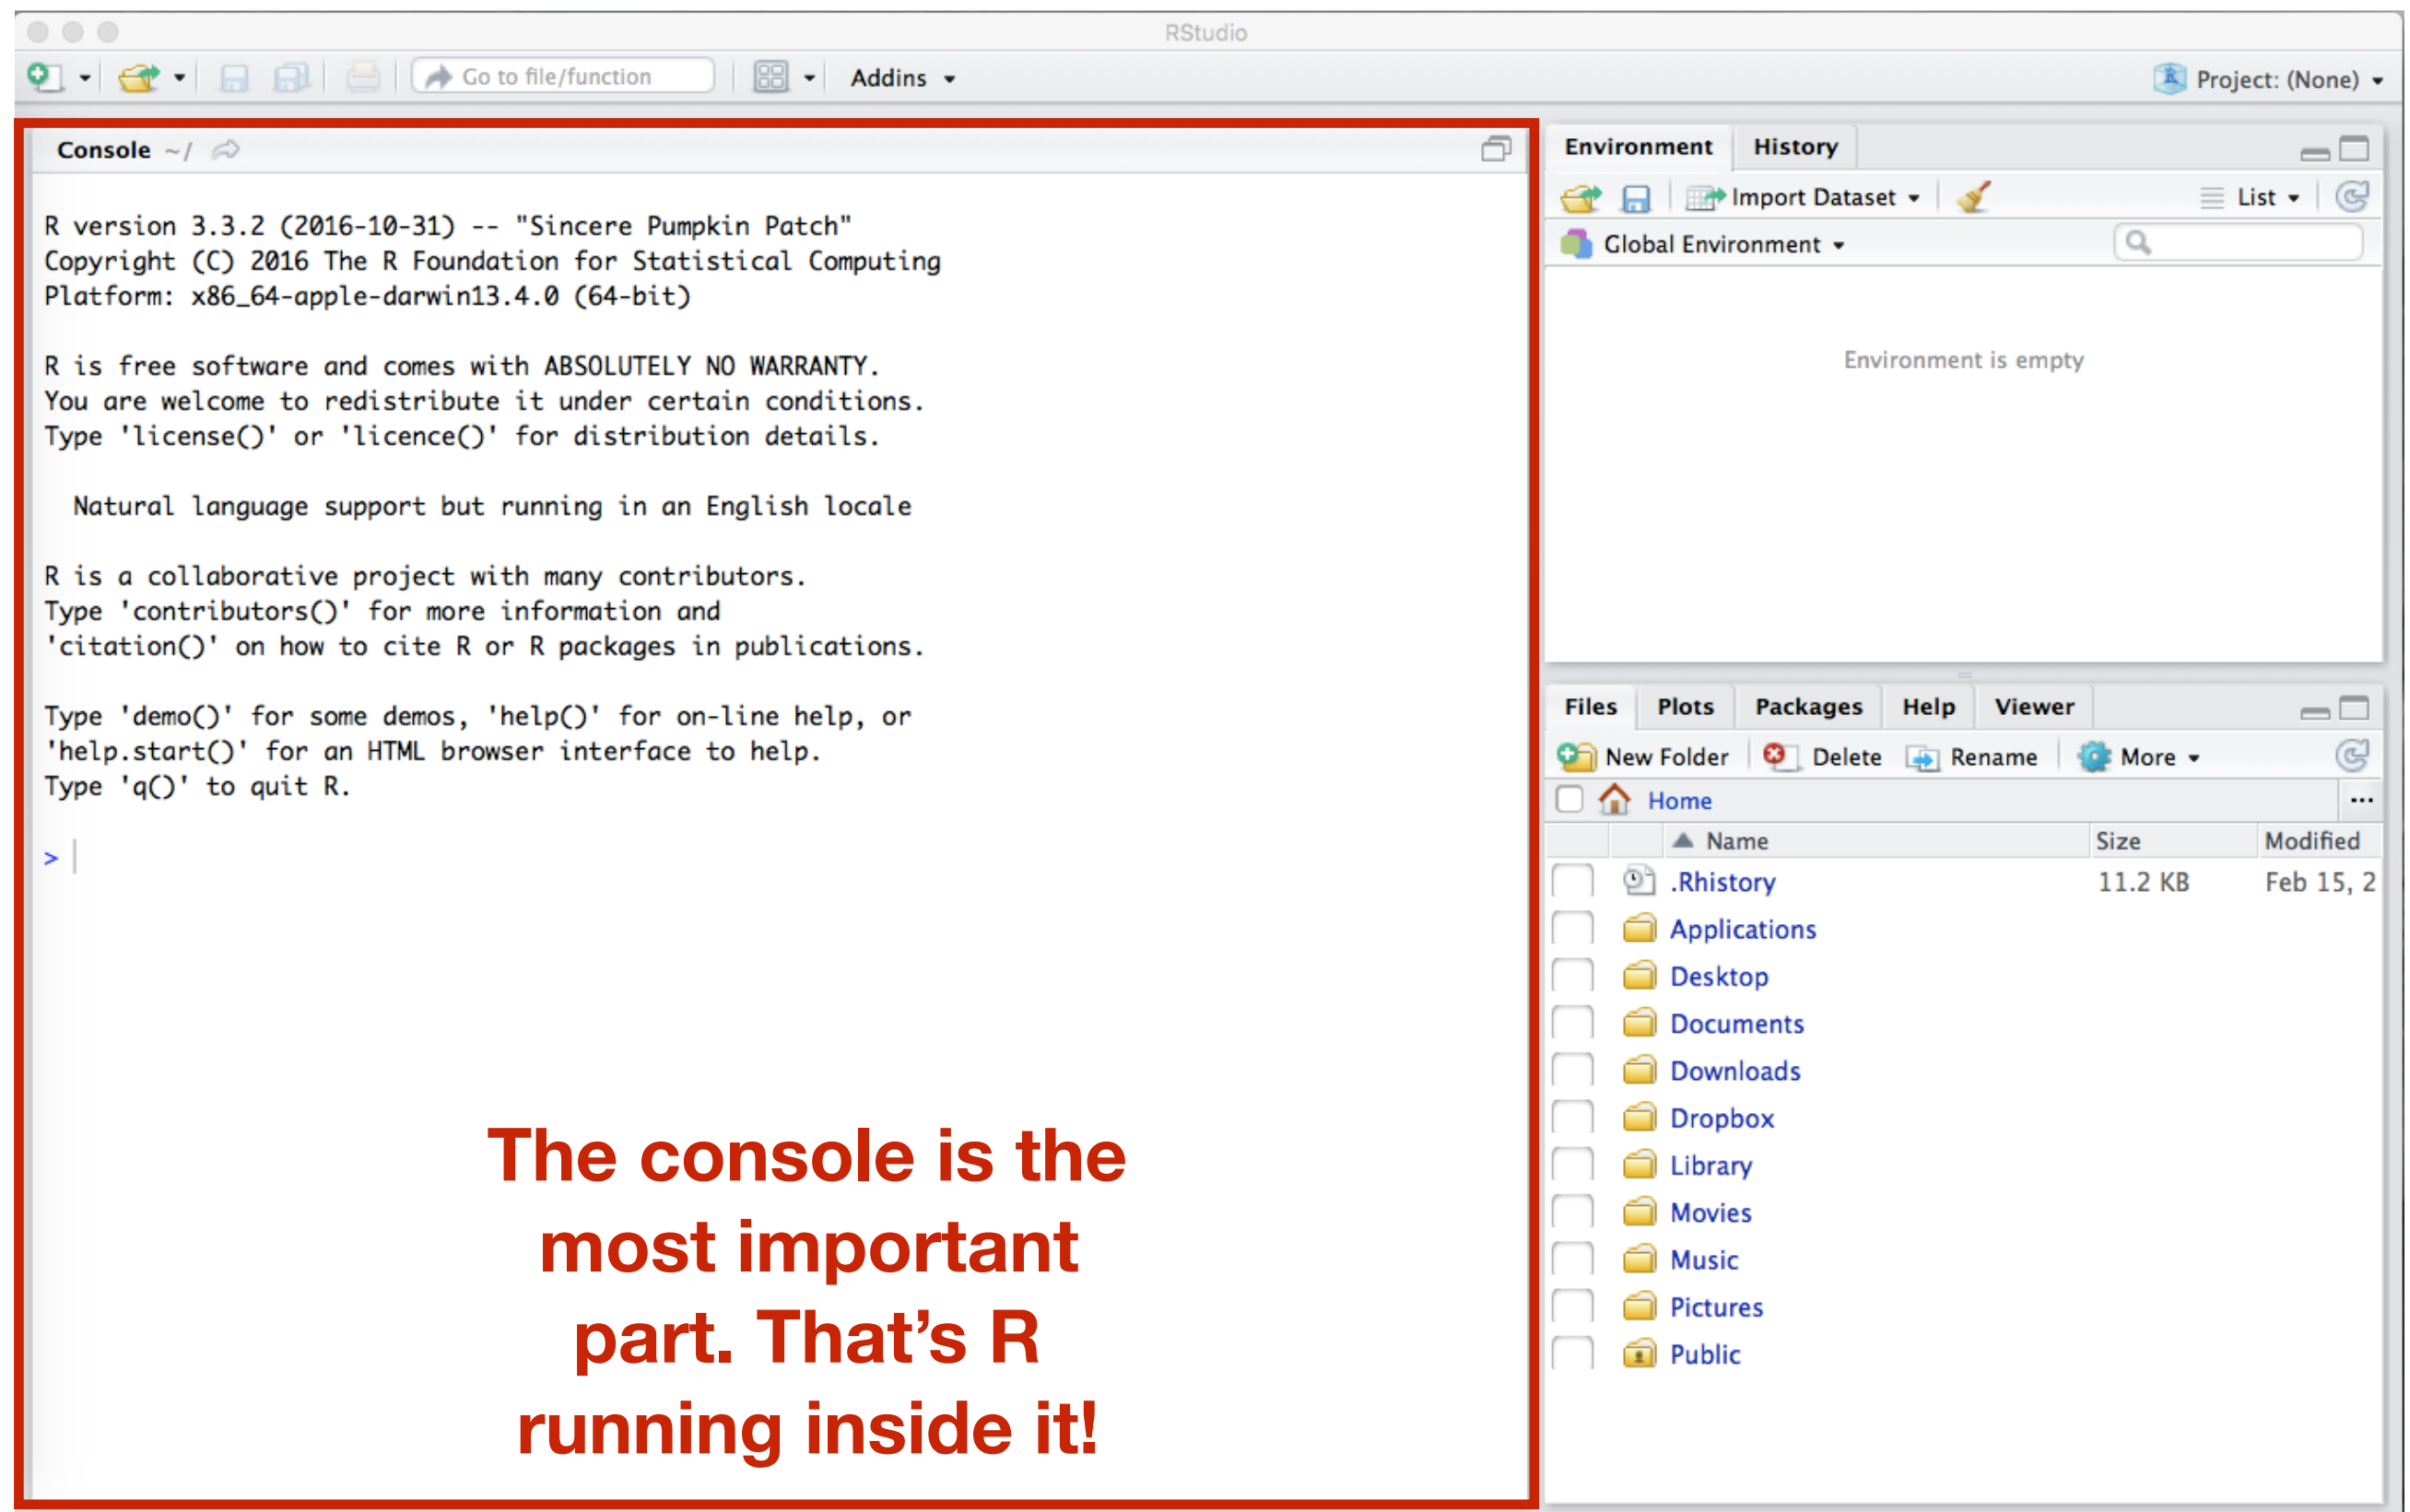 RStudio
Go to file/function
Addins
Project: (None)
Console ~/
R version 3.3.2 (2016-10-31) -- "Sincere Pumpkin Patch"
Copyright (C) 2016 The R Foundation for Statistical Computing
Platform: x86_64-apple-darwin13.4.0 (64-bit)
R is free software and comes with ABSOLUTELY NO WARRANTY.
You are welcome to redistribute it under certain conditions.
Type 'license()' or 'licence()' for distribution details.
Natural language support but running in an English locale
R is a collaborative project with many contributors.
Type 'contributors()' for more information and
'citation()' on how to cite R or R packages in publications.
Type 'demo()' for some demos, 'help()' for on-line help, or
'help.start()' for an HTML browser interface to help.
Type 'q()' to quit R.
>
The console is the
most important
part. That’s R
running inside it!
Environment History
Import Dataset List
Global Environment
Environment is empty
Files Plots Packages Help Viewer
New Folder Delete Rename More
Home ...
Name Size Modified
.Rhistory 11.2 KB Feb 15, 2
Applications
Desktop
Documents
Downloads
Dropbox
Library
Movies
Music
Pictures
Public